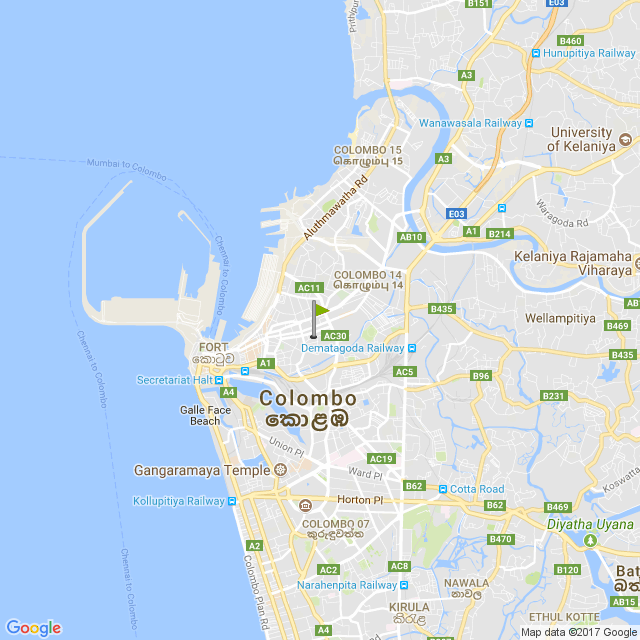 B151
E03
Prithipura
B460
Hunupitiya Railway
A3
Wanawasala Railway
University
of Kelaniya
COLOMBO 15
கொழும்பு 15
A3
Mumbai to Colombo
Aluthmawatha Rd
E03
Waragoda Rd
A1
B214
AB10
Chennai to Colombo
Kelaniya Rajamaha
Viharaya
COLOMBO 14
கொழும்பு 14
AC11
B435
Wellampitiya
AC30
B435
FORT
කොටුව
Dematagoda Railway
A1
Chennai to Colombo
Secretariat Halt
AC5
B96
A4
Colombo
කොළඹ
B231
Galle Face
Beach
Union Pl
AC19
Gangaramaya Temple
Ward Pl
Koswatta
B62
Cotta Road
Kollupitiya Railway
Horton Pl
B62
B469
COLOMBO 07
කුරුඳුවත්ත
Diyatha Uyana
B470
B469
A2
Chennai to Colombo
Colombo Plan Rd
AC2
AC8
B120
Bat
බත්
Narahenpita Railway
NAWALA
නාවල
AB15
KIRULA
කිරුළ
ETHUL KOTTE
A4
Google
Map data ©2017 Google